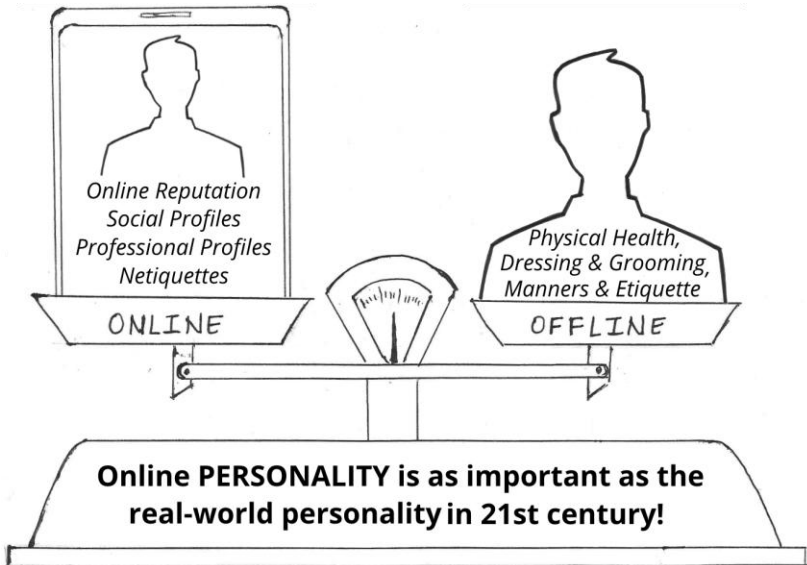 Online Reputation
Social Profiles
Professional Profiles
Netiquettes
ONLINE
Physical Health,
Dressing & Grooming,
Manners & Etiquette
OFFLINE
Online PERSONALITY is as important as the
real-world personality in 21st century!